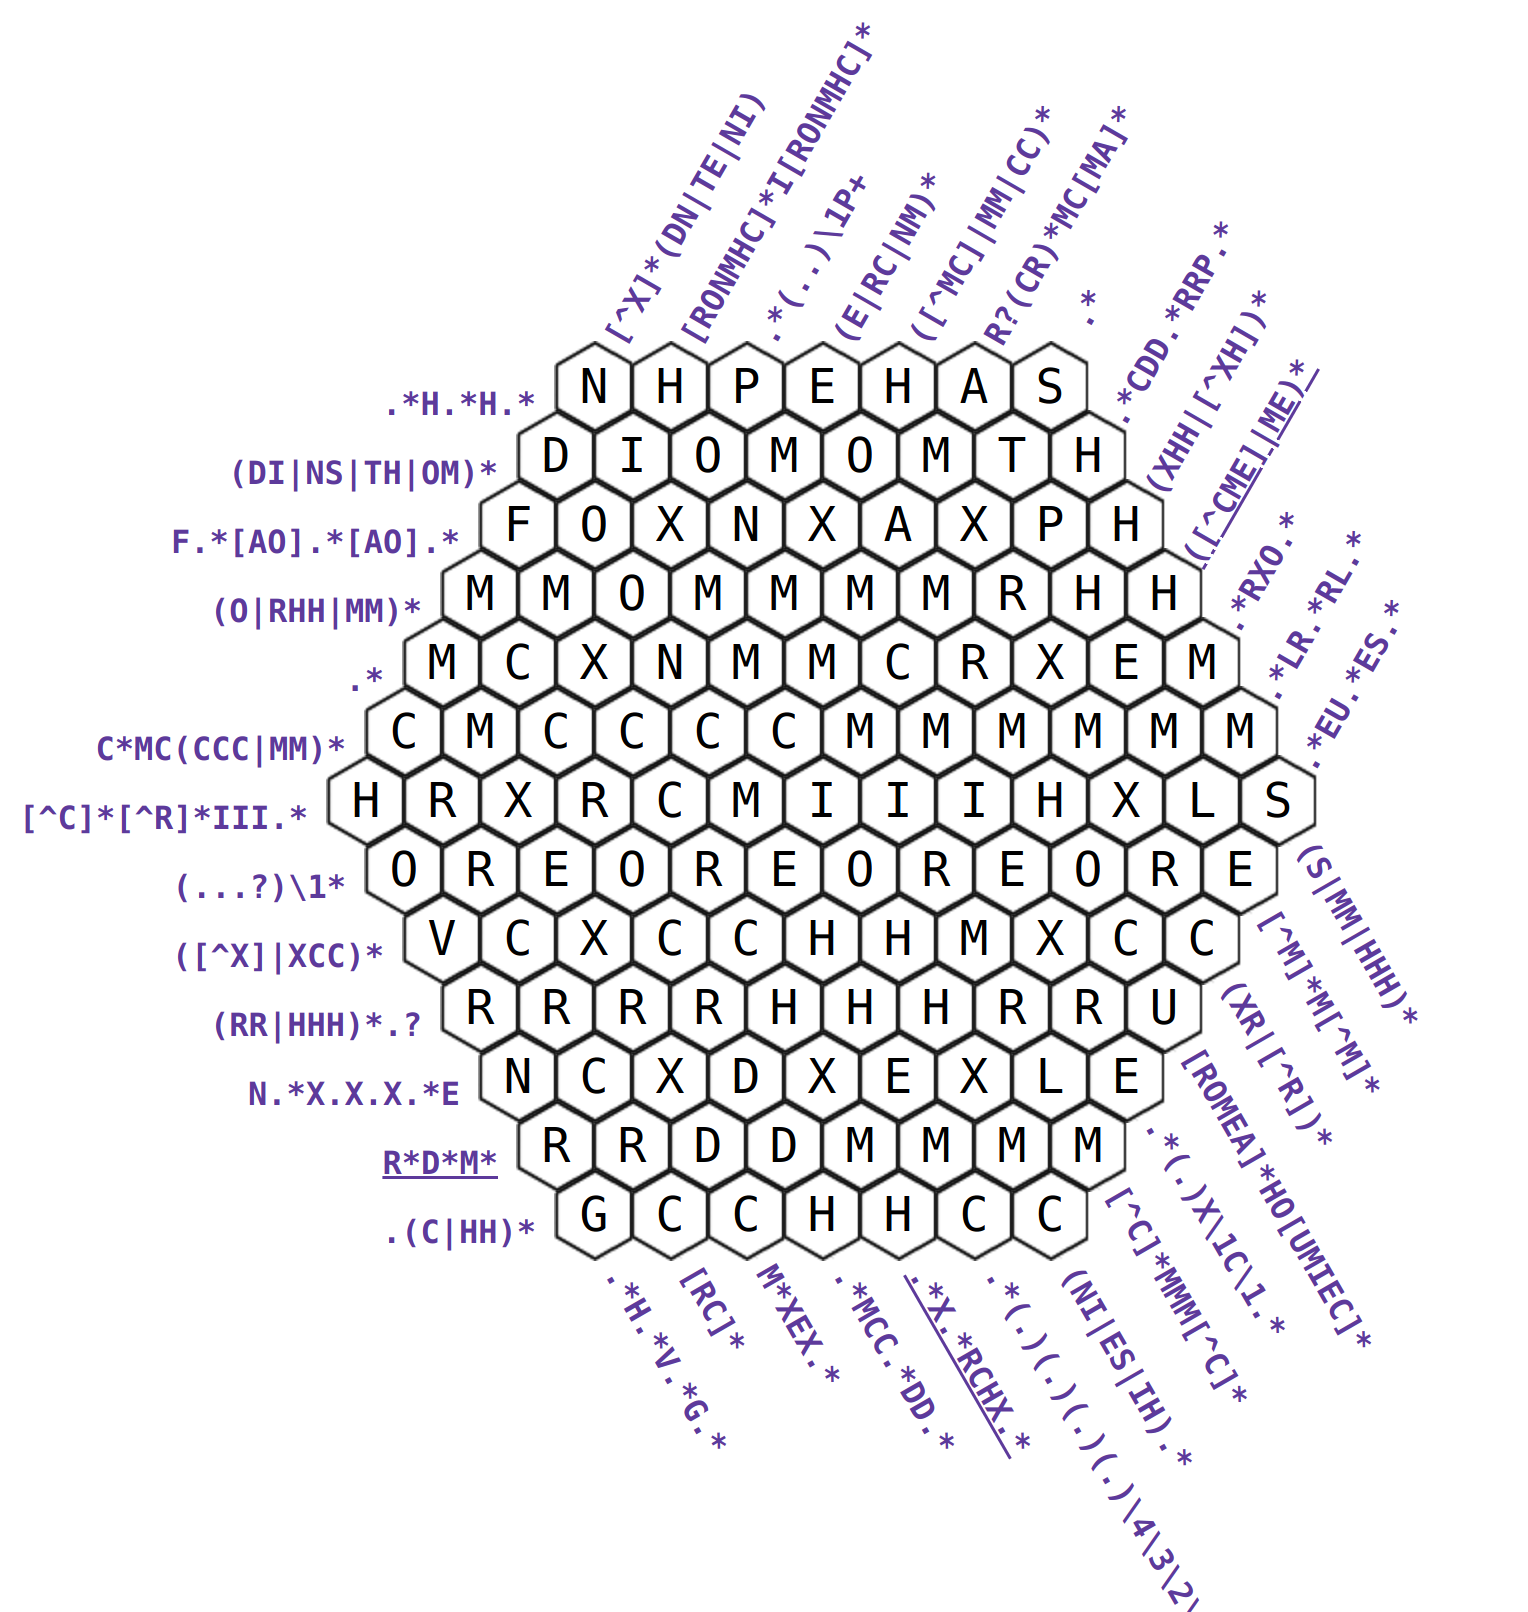 [^X]*(DN|TE|NI)
[RONMHC]*I[RONMHC]*
.*(..)\1P+
(E|RC|NM)*
([^MC]|MM|CC)*
R?(CR)*MC[MA]*
.*
.*CDD.*RRP.*
(XHH|[^XH])*
([^CME]|ME)*
.*RXO.*
.*LR.*RL.*
.*EU.*ES.*
.*H.*H.* N H P E H A S
(DI|NS|TH|OM)* D I O M O M T H
F.*[AO].*[AO].* F O X N X A X P H
(O|RHH|MM)* M M O M M M M R H H
.* M C X N M M C R X E M
C*MC(CCC|MM)* C M C C C C M M M M M M
[^C]*[^R]*III.* H R X R C M I I I H X L S
(...?)\1* O R E O R E O R E O R E
([^X]|XCC)* V C X C C H H M X C C
(RR|HHH)*.? R R R R H H H R R U
N.*X.X.X.*E N C X D X E X L E
R*D*M* R R D D M M M M
.(C|HH)* G C C H H C C
(S|MM|HHH)*
[^M]*M[^M]*
(XR|[^R])*
[ROMEA]*HO[UMIEC]*
.*(.)X\1C\1.*
[^C]*MMM[^C]*
(NI|ES|IH).*
.*(.)(.)(.)(.)\4\3\2\
.*X.*RCHX.*
.*MCC.*DD.*
M*XEX.*
[RC]*
.*H.*V.*G.*